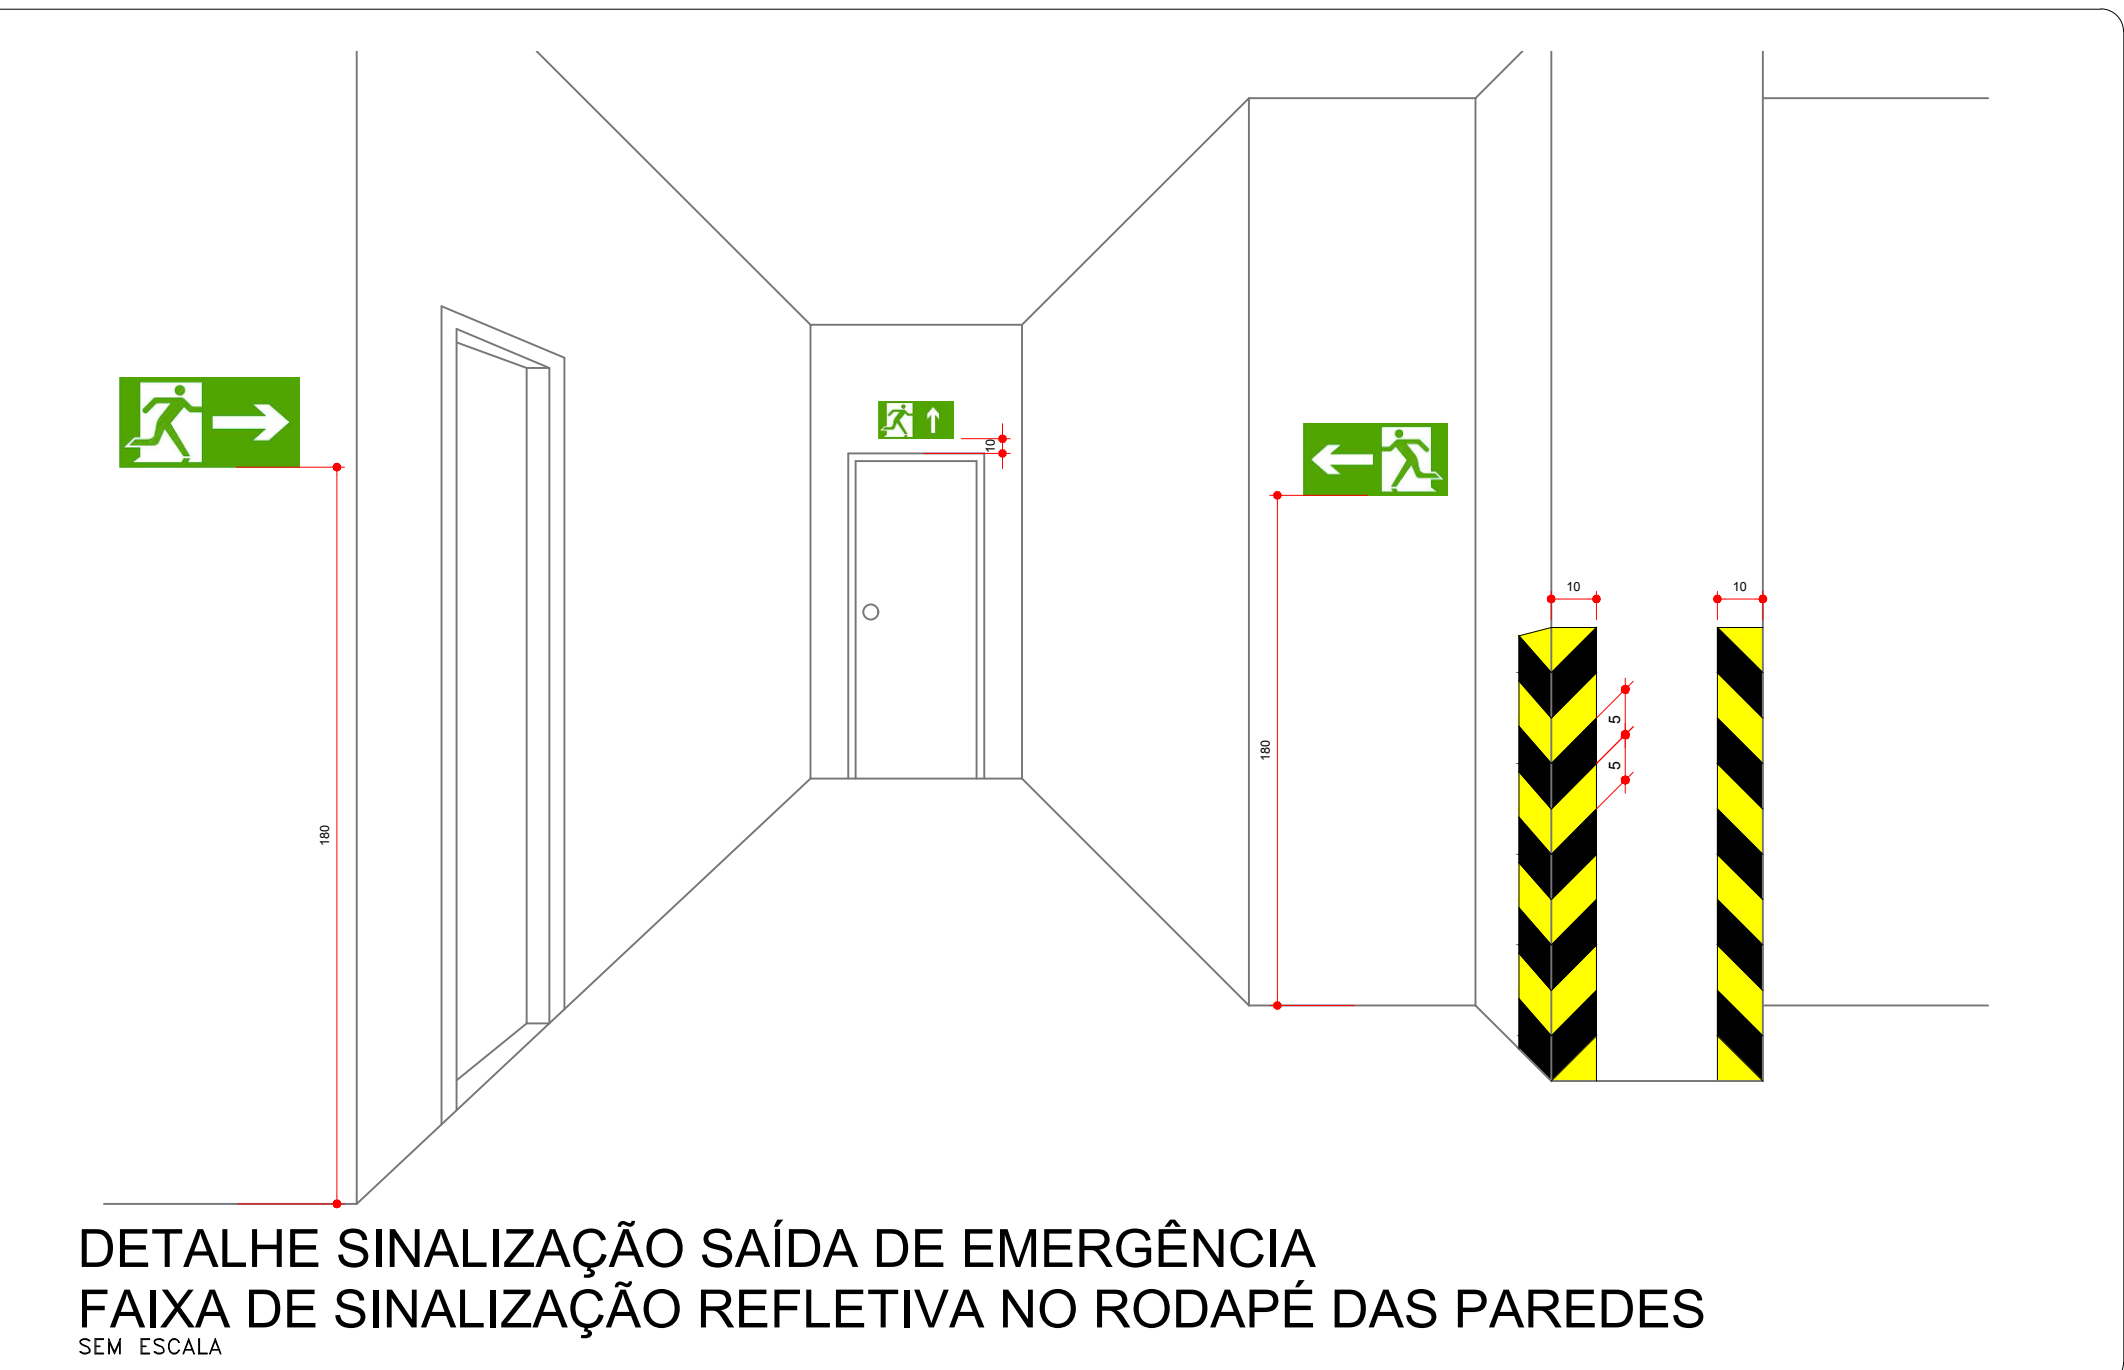 10
10
10
5
5
180
180
DETALHE SINALIZAÇÃO SAÍDA DE EMERGÊNCIA
FAIXA DE SINALIZAÇÃO REFLETIVA NO RODAPÉ DAS PAREDES
SEM ESCALA